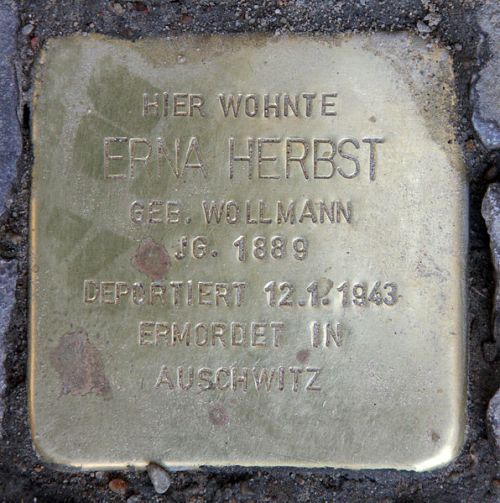 HIER WOHNTE
ERNA HERBST
GEB. WOLLMANN
JG. 1889
DEPORTIERT 12.1.1943
ERMORDET IN
AUSCHWITZ